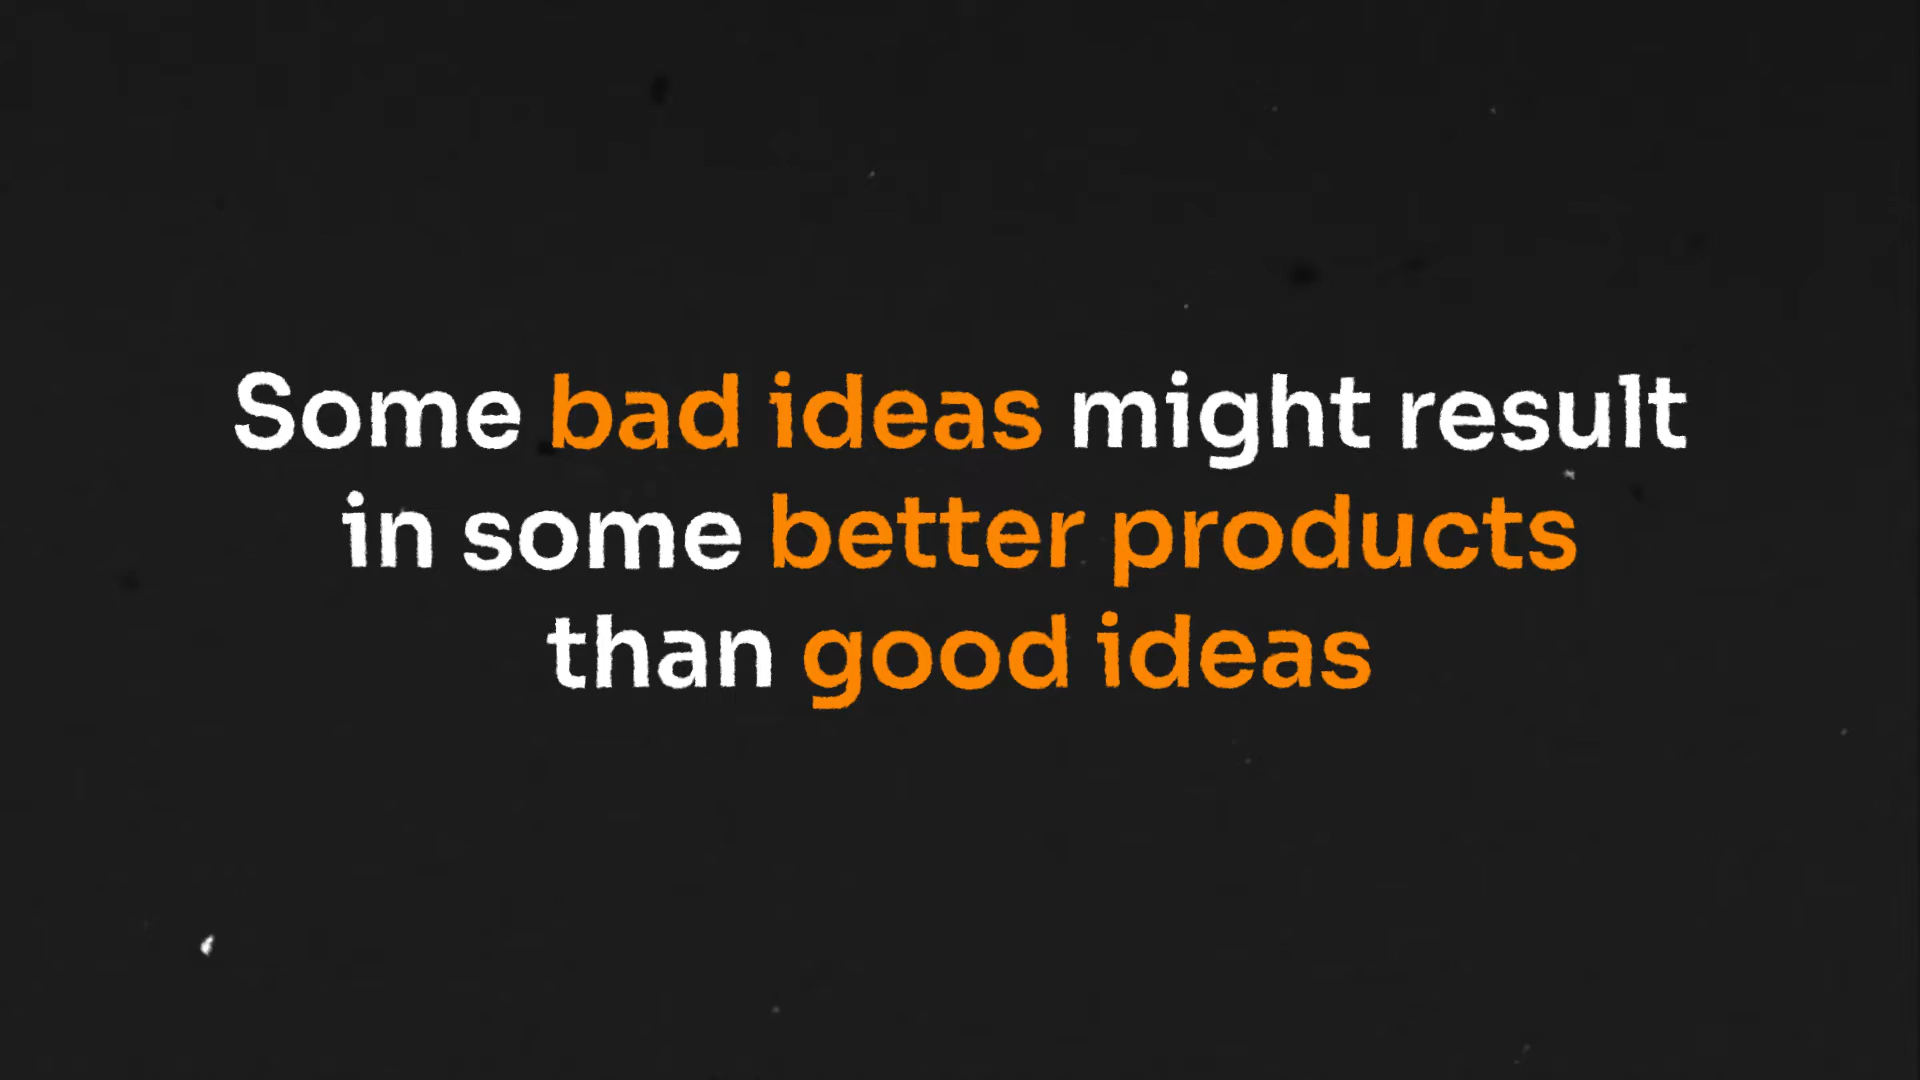 Some bad ideas might result
in some better products
than good ideas